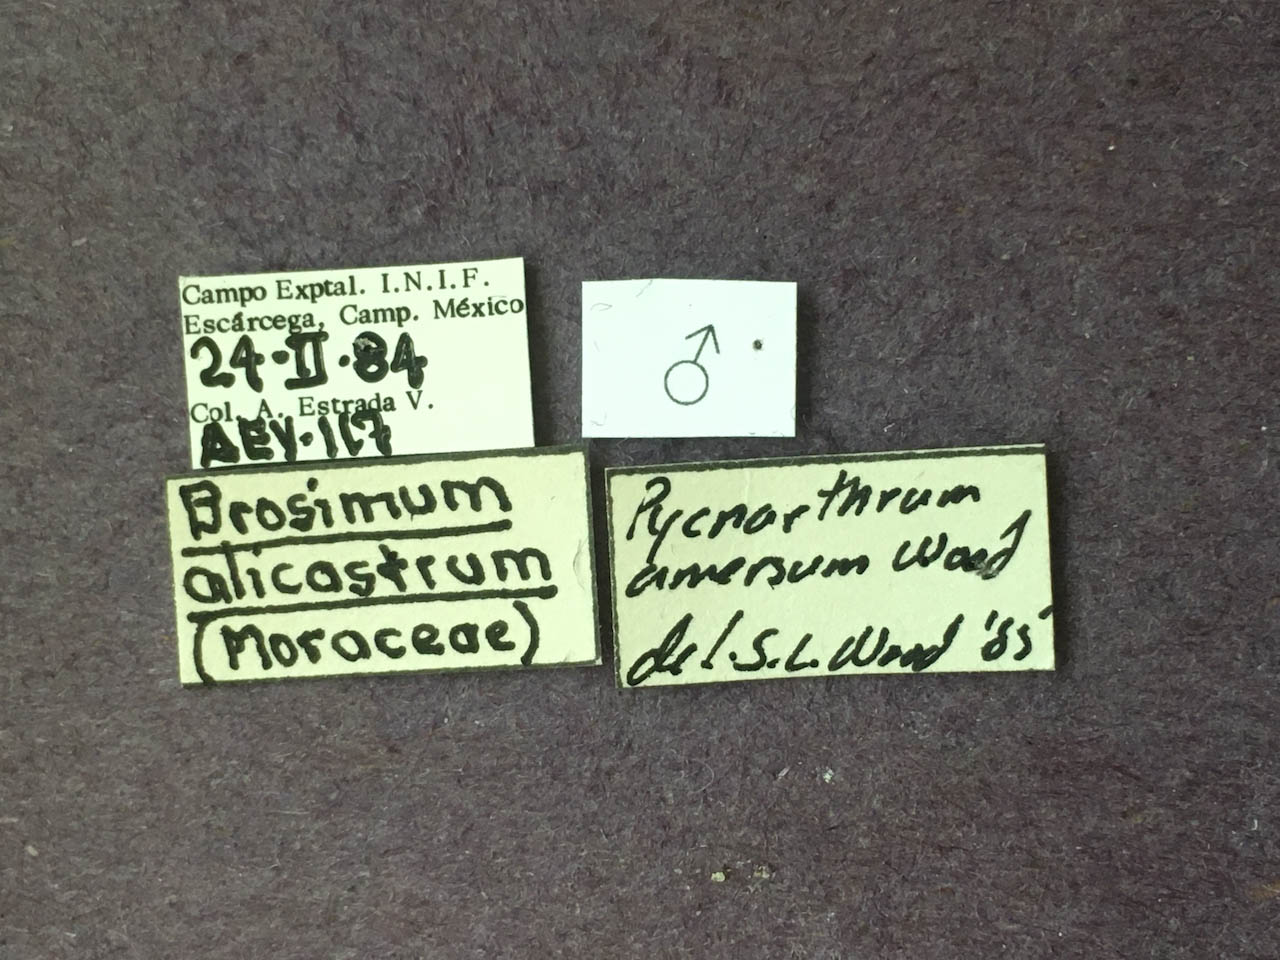 Campo Exptal. I.N.I.F.
Escárcega, Camp. México
24-II-84
Col. A. Estrada V.
AEV-117
♂
Brosimum
alicastrum
(Moraceae)
Pycnarthrum
amersum Wood
det. S.L. Wood '85